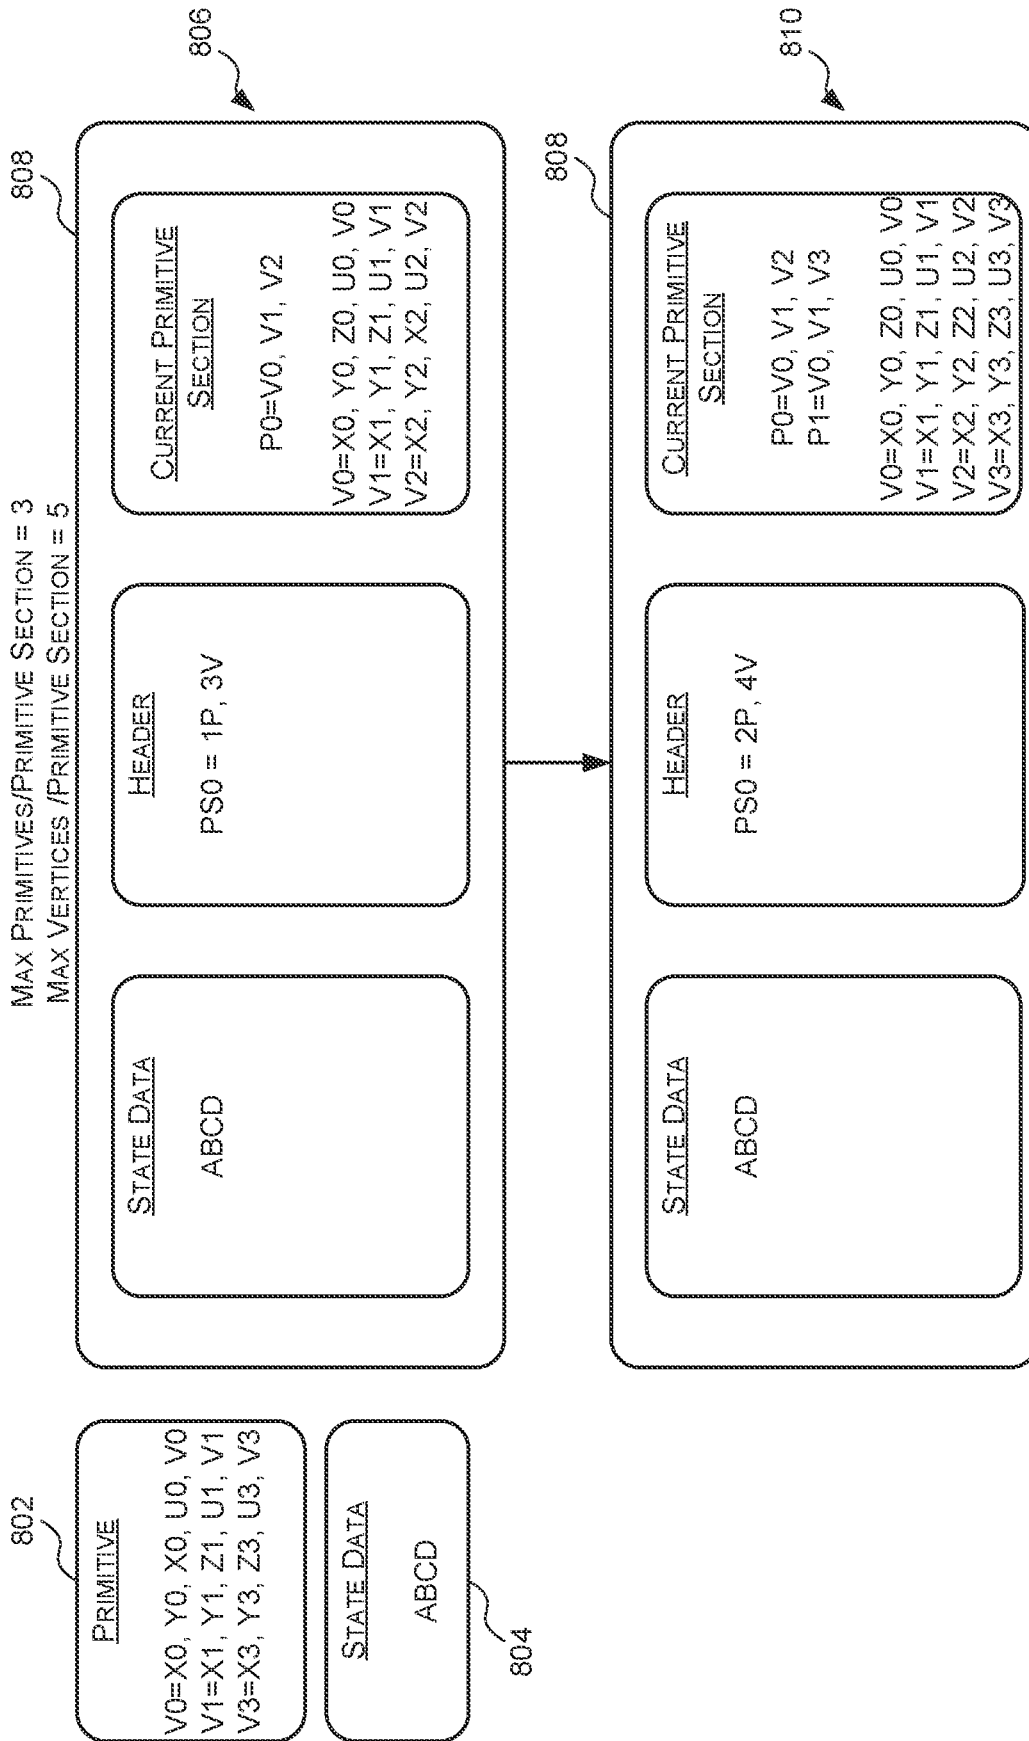 MAX PRIMITIVES/PRIMITIVE SECTION = 3
MAX VERTICES /PRIMITIVE SECTION = 5
802
PRIMITIVE
V0=X0, Y0, X0, U0, V0
V1=X1, Y1, Z1, U1, V1
V3=X3, Y3, Z3, U3, V3
STATE DATA
ABCD
804
808
806
STATE DATA
ABCD
HEADER
PS0 = 1P, 3V
CURRENT PRIMITIVE
SECTION
P0=V0, V1, V2
V0=X0, Y0, Z0, U0, V0
V1=X1, Y1, Z1, U1, V1
V2=X2, Y2, X2, U2, V2
808
810
STATE DATA
ABCD
HEADER
PS0 = 2P, 4V
CURRENT PRIMITIVE
SECTION
P0=V0, V1, V2
P1=V0, V1, V3
V0=X0, Y0, Z0, U0, V0
V1=X1, Y1, Z1, U1, V1
V2=X2, Y2, Z2, U2, V2
V3=X3, Y3, Z3, U3, V3